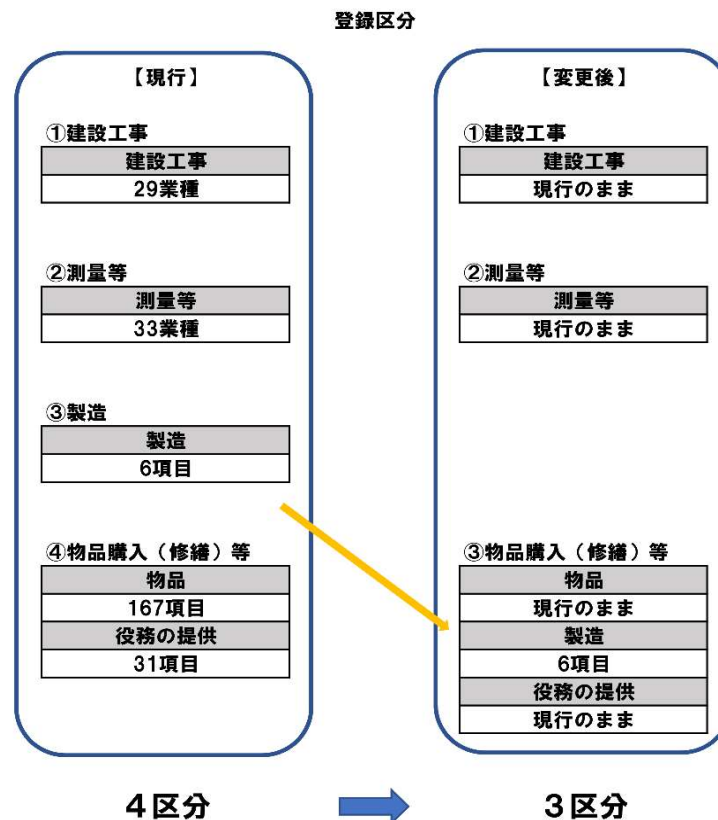 登録区分
【現行】
①建設工事
建設工事
29業種
②測量等
測量等
33業種
③製造
製造
6項目
④物品購入（修繕）等
物品
167項目
役務の提供
31項目
4区分
【変更後】
①建設工事
建設工事
現行のまま
②測量等
測量等
現行のまま
③物品購入（修繕）等
物品
現行のまま
製造
6項目
役務の提供
現行のまま
3区分